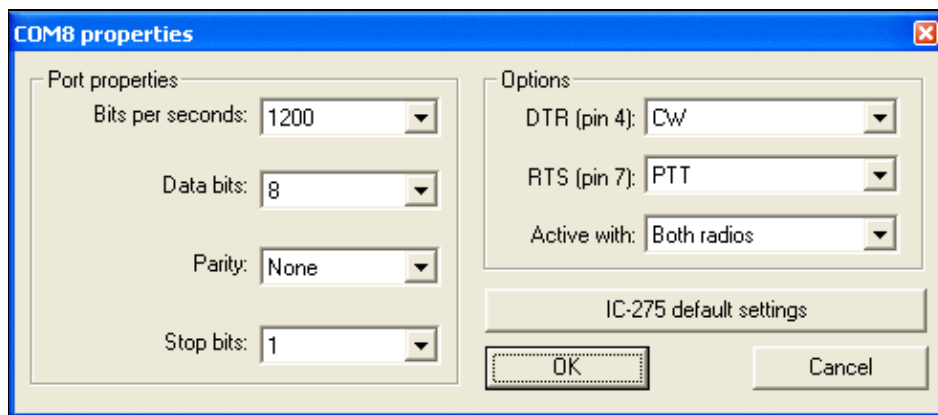 COM8 properties
Port properties
Bits per seconds: 1200
Data bits: 8
Parity: None
Stop bits: 1
Options
DTR (pin 4): CW
RTS (pin 7): PTT
Active with: Both radios
IC-275 default settings
OK Cancel